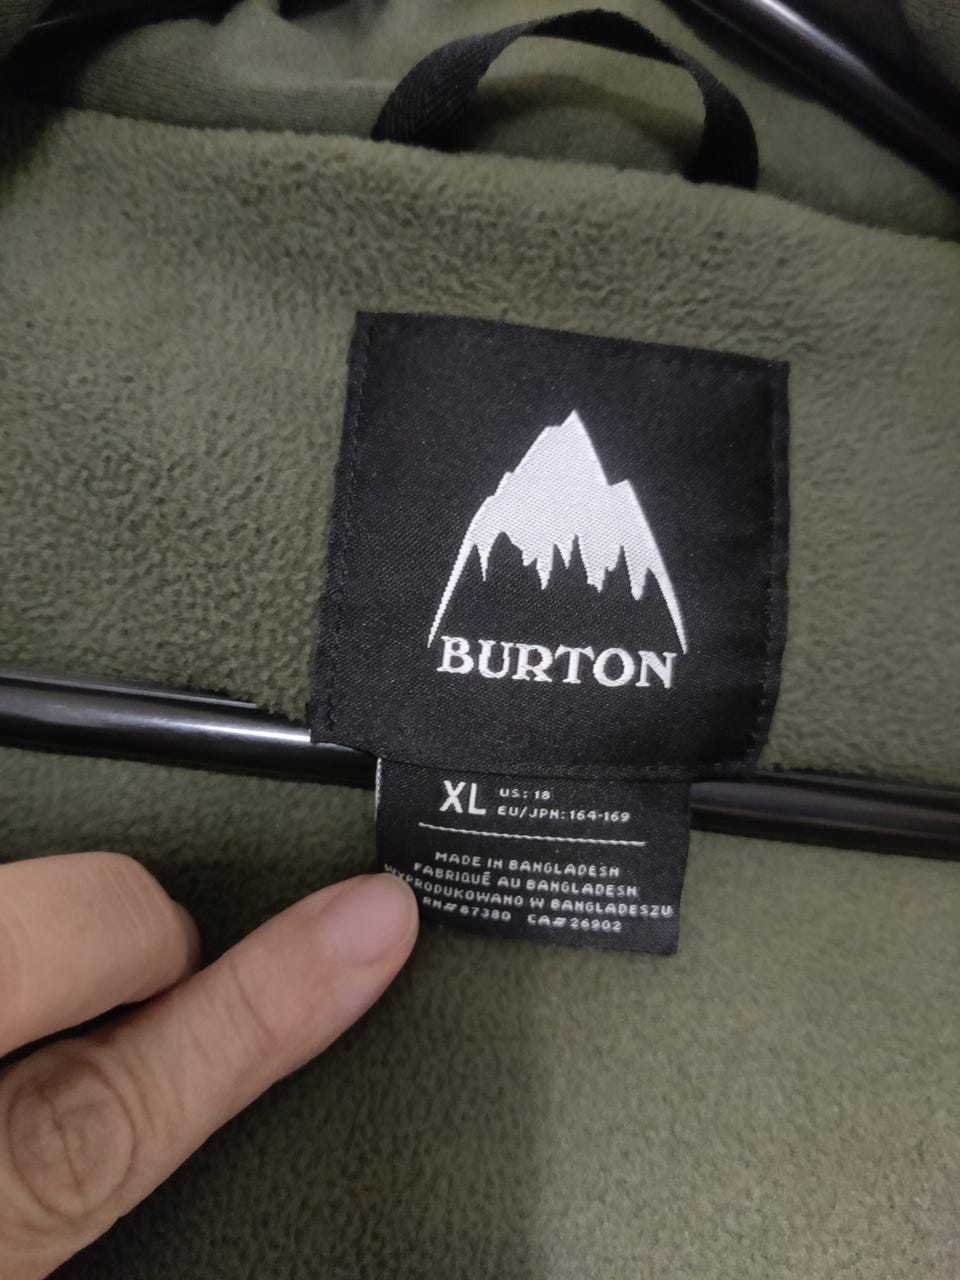 BURTON
XL
US: 18
EU/JPN: 164-169
MADE IN BANGLADESH
FABRIQUÉ AU BANGLADESH
WYPRODUKOWANO W BANGLADESZU
RN# 87380 CA# 26902